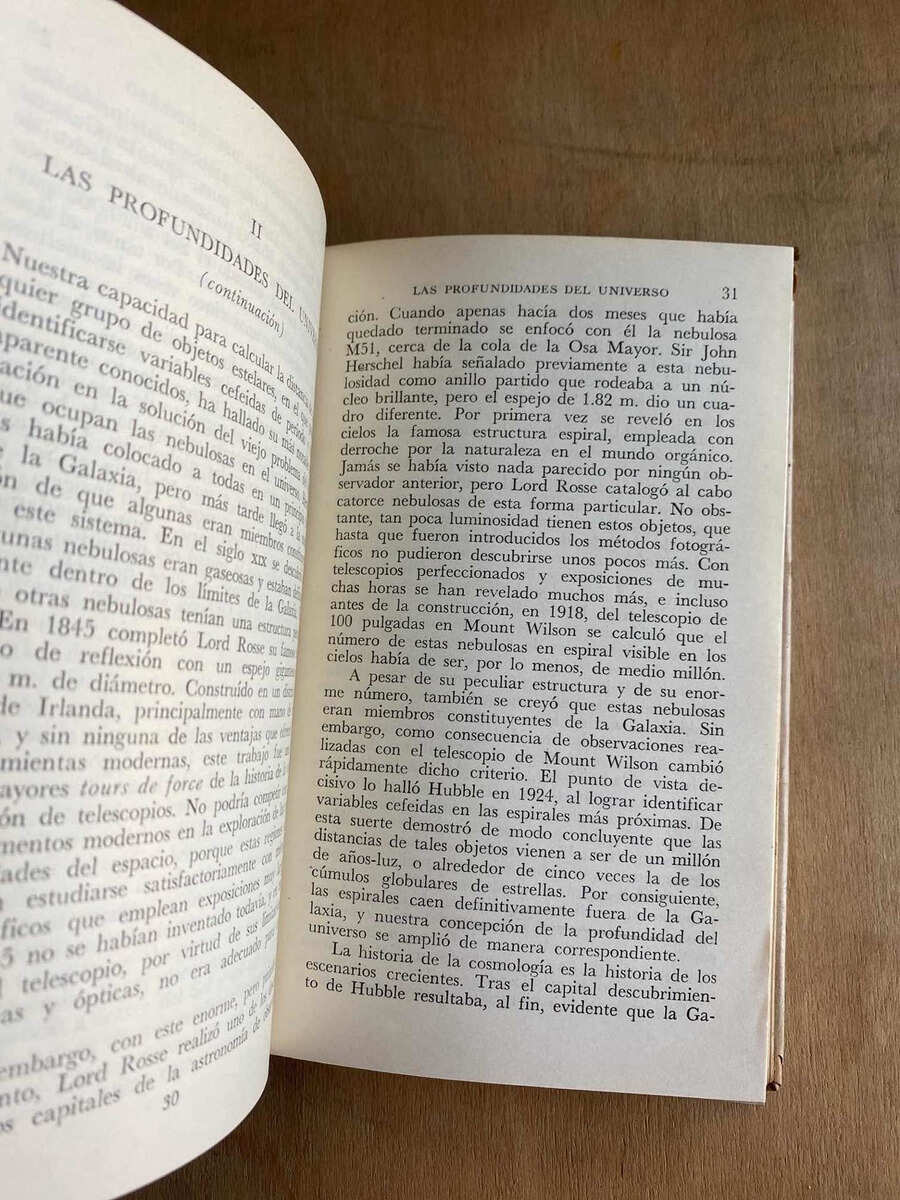 II
LAS PROFUNDIDADES DEL
(continuación)
Nuestra capacidad para calcular la
quier grupo de objetos estelares, en el que
identificarse variables cefeidas de período
aparente conocidos, ha hallado su más
ación en la solución del viejo problema
que ocupan las nebulosas en el universo.
s había colocado a todas en un principio
la Galaxia, pero más tarde llegó a la
ón de que algunas eran miembros
este sistema. En el siglo XIX se
unas nebulosas eran gaseosas y estaban
nte dentro de los límites de la Galaxia,
otras nebulosas tenían una estructura
En 1845 completó Lord Rosse su
o de reflexión con un espejo
m. de diámetro. Construído en un
de Irlanda, principalmente con mano de
, y sin ninguna de las ventajas que
mientas modernas, este trabajo fue
ayores tours de force de la historia de la
ión de telescopios. No podría competir
mentos modernos en la exploración de las
dades del espacio, porque estas regiones
estudiarse satisfactoriamente con
ficos que emplean exposiciones muy
5 no se habían inventado todavía, y
l telescopio, por virtud de sus
as y ópticas, no era adecuado para
embargo, con este enorme, pero
nto, Lord Rosse realizó uno de los
os capitales de la astronomía de
30
LAS PROFUNDIDADES DEL UNIVERSO 31
ción. Cuando apenas hacía dos meses que había
quedado terminado se enfocó con él la nebulosa
M51, cerca de la cola de la Osa Mayor. Sir John
Herschel había señalado previamente a esta nebu-
losidad como anillo partido que rodeaba a un nú-
cleo brillante, pero el espejo de 1.82 m. dio un cua-
dro diferente. Por primera vez se reveló en los
cielos la famosa estructura espiral, empleada con
derroche por la naturaleza en el mundo orgánico.
Jamás se había visto nada parecido por ningún ob-
servador anterior, pero Lord Rosse catalogó al cabo
catorce nebulosas de esta forma particular. No obs-
tante, tan poca luminosidad tienen estos objetos, que
hasta que fueron introducidos los métodos fotográ-
ficos no pudieron descubrirse unos pocos más. Con
telescopios perfeccionados y exposiciones de mu-
chas horas se han revelado muchos más, e incluso
antes de la construcción, en 1918, del telescopio de
100 pulgadas en Mount Wilson se calculó que el
número de estas nebulosas en espiral visible en los
cielos había de ser, por lo menos, de medio millón.
A pesar de su peculiar estructura y de su enor-
me número, también se creyó que estas nebulosas
eran miembros constituyentes de la Galaxia. Sin
embargo, como consecuencia de observaciones rea-
lizadas con el telescopio de Mount Wilson cambió
rápidamente dicho criterio. El punto de vista de-
cisivo lo halló Hubble en 1924, al lograr identificar
variables cefeidas en las espirales más próximas. De
esta suerte demostró de modo concluyente que las
distancias de tales objetos vienen a ser de un millón
de años-luz, o alrededor de cinco veces la de los
cúmulos globulares de estrellas. Por consiguiente,
las espirales caen definitivamente fuera de la Ga-
laxia, y nuestra concepción de la profundidad del
universo se amplió de manera correspondiente.
La historia de la cosmología es la historia de los
escenarios crecientes. Tras el capital descubrimien-
to de Hubble resultaba, al fin, evidente que la Ga-